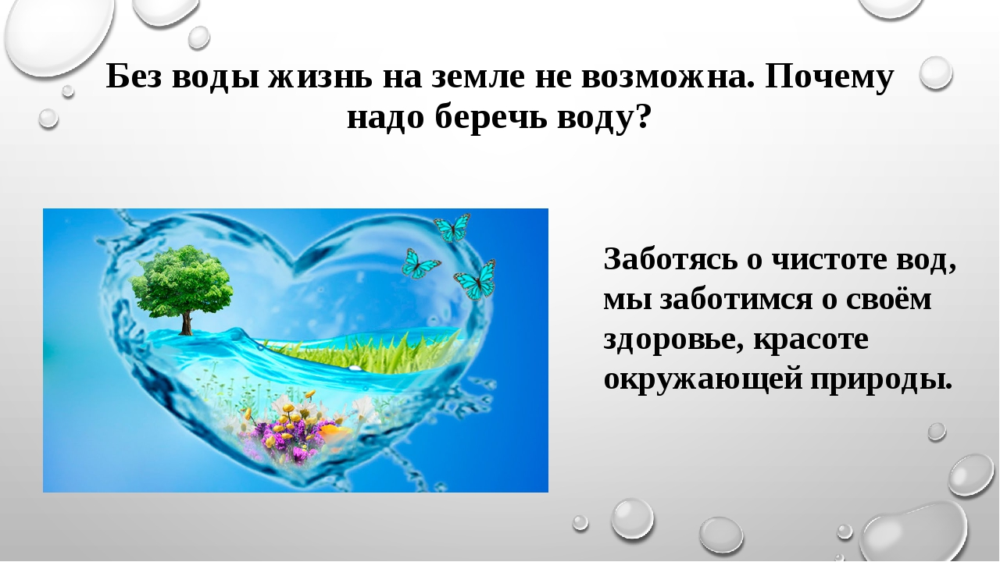 Без воды жизнь на земле не возможна. Почему
надо беречь воду?
Заботясь о чистоте вод,
мы заботимся о своём
здоровье, красоте
окружающей природы.